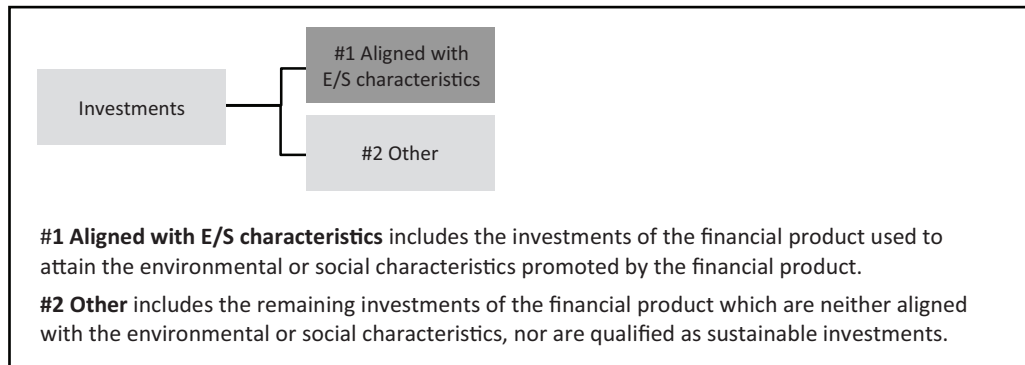 #1 Aligned with
E/S characteristics
Investments
#2 Other
#1 Aligned with E/S characteristics includes the investments of the financial product used to
attain the environmental or social characteristics promoted by the financial product.
#2 Other includes the remaining investments of the financial product which are neither aligned
with the environmental or social characteristics, nor are qualified as sustainable investments.